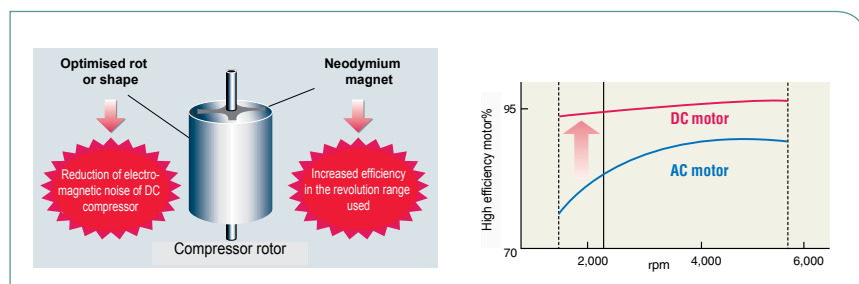 Optimised rot
or shape
Neodymium
magnet
Reduction of electro-
magnetic noise of DC
compressor
Increased efficiency
in the revolution range
used
Compressor rotor
High efficiency motor%
95
70
DC motor
AC motor
2,000
rpm
4,000
6,000